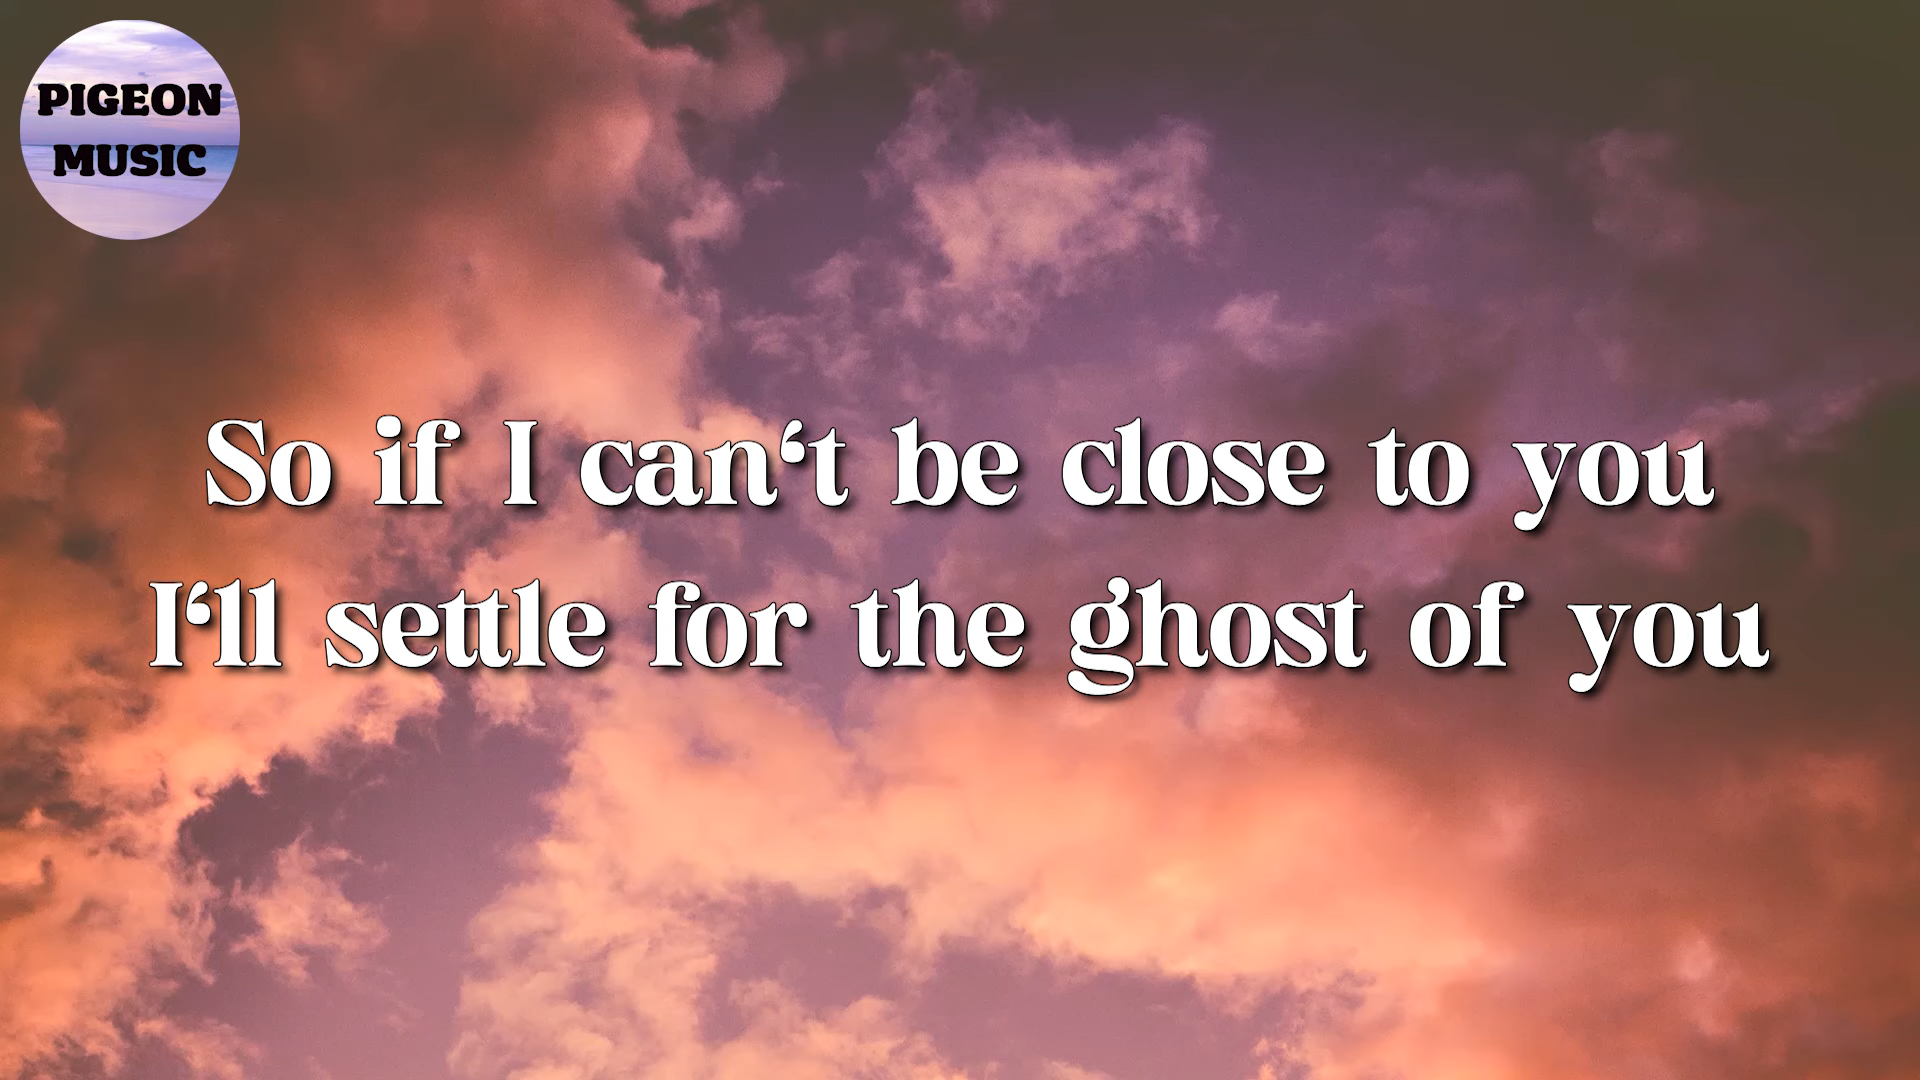 PIGEON
MUSIC
So if I can‘t be close to you
I‘ll settle for the ghost of you